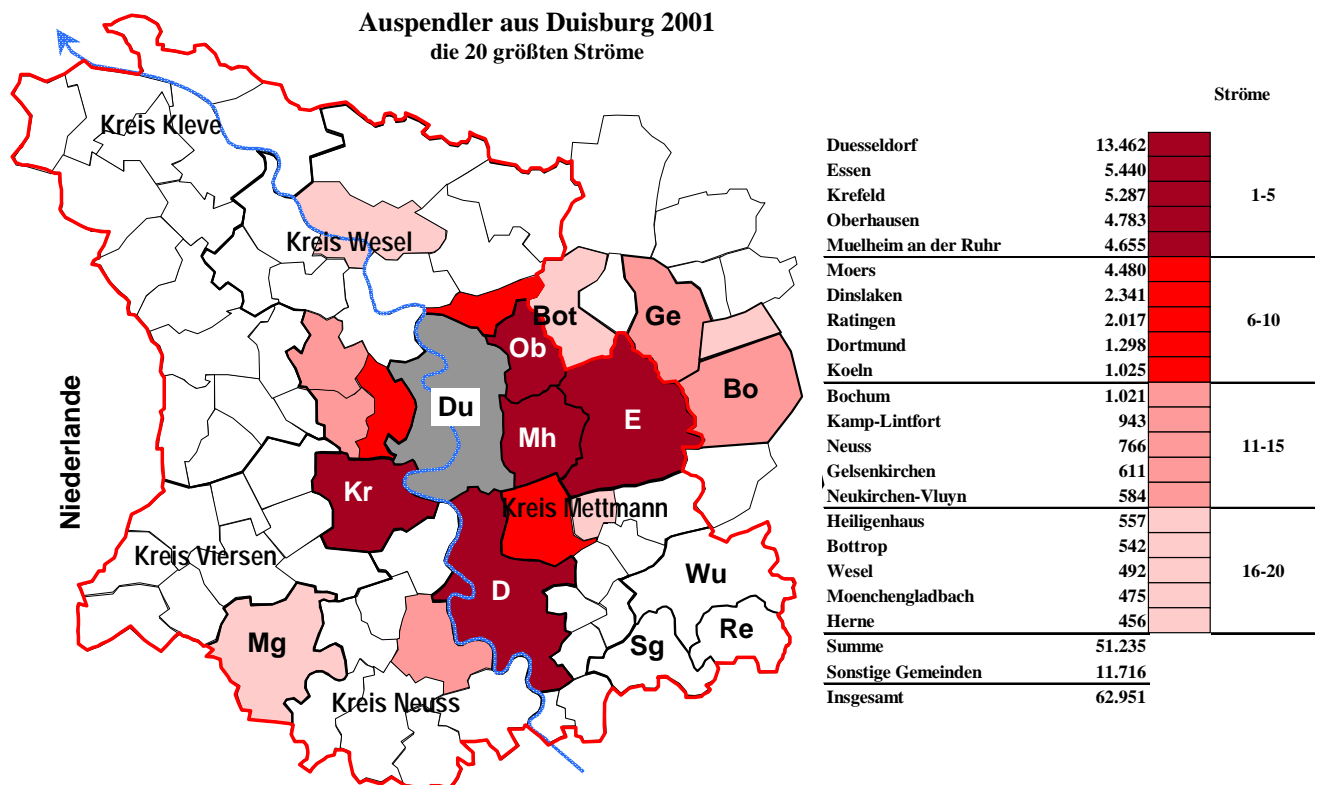 Auspendler aus Duisburg 2001
die 20 größten Ströme
Kreis Kleve
Kreis Wesel
Niederlande
Bot
Ge
Ob
Bo
Du
Mh
E
Kr
Kreis Mettmann
Kreis Viersen
D
Wu
Mg
Sg
Re
Kreis Neuss
Ströme
Duesseldorf 13.462
Essen 5.440
Krefeld 5.287 1-5
Oberhausen 4.783
Muelheim an der Ruhr 4.655
Moers 4.480
Dinslaken 2.341
Ratingen 2.017 6-10
Dortmund 1.298
Koeln 1.025
Bochum 1.021
Kamp-Lintfort 943
Neuss 766 11-15
Gelsenkirchen 611
Neukirchen-Vluyn 584
Heiligenhaus 557
Bottrop 542
Wesel 492 16-20
Moenchengladbach 475
Herne 456
Summe 51.235
Sonstige Gemeinden 11.716
Insgesamt 62.951